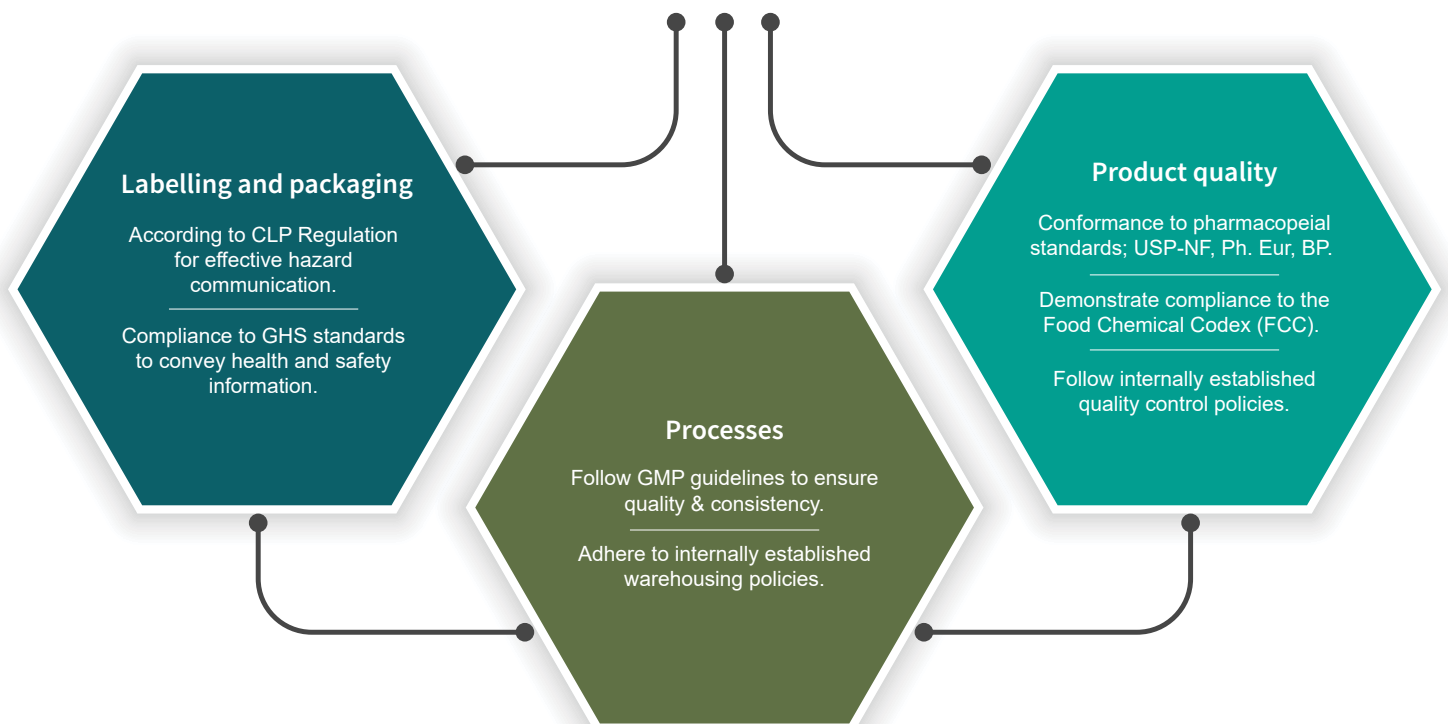 Labelling and packaging
According to CLP Regulation
for effective hazard
communication.
Compliance to GHS standards
to convey health and safety
information.
Processes
Follow GMP guidelines to ensure
quality & consistency.
Adhere to internally established
warehousing policies.
Product quality
Conformance to pharmacopeial
standards; USP-NF, Ph. Eur, BP.
Demonstrate compliance to the
Food Chemical Codex (FCC).
Follow internally established
quality control policies.